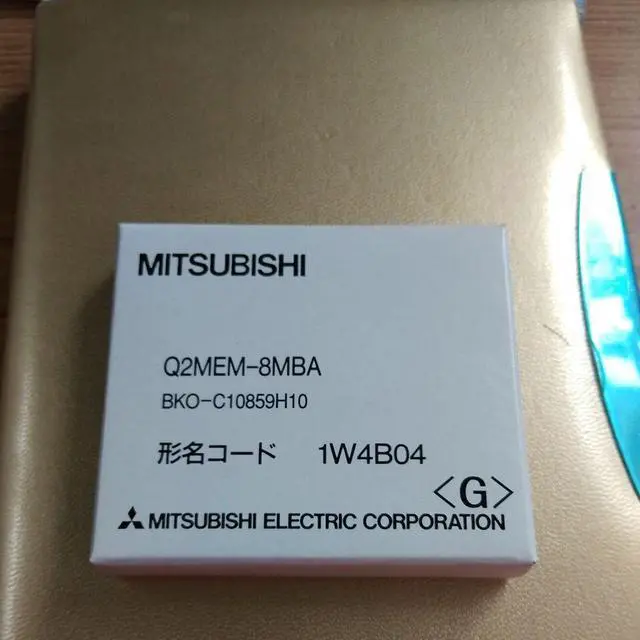 MITSUBISHI
Q2MEM-8MBA
BKO-C10859H10
形名コード 1W4B04
<G>
MITSUBISHI ELECTRIC CORPORATION